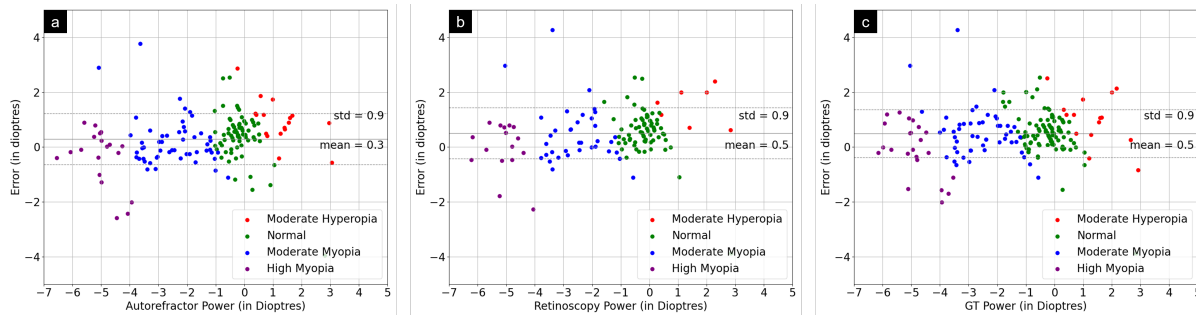 a
Error (in dioptres)
4
2
0
−2
−4
std = 0.9
mean = 0.3
Moderate Hyperopia
Normal
Moderate Myopia
High Myopia
−7 −6 −5 −4 −3 −2 −1 0 1 2 3 4 5
Autorefractor Power (in Dioptres)
b
Error (in dioptres)
4
2
0
−2
−4
std = 0.9
mean = 0.5
Moderate Hyperopia
Normal
Moderate Myopia
High Myopia
−7 −6 −5 −4 −3 −2 −1 0 1 2 3 4 5
Retinoscopy Power (in Dioptres)
c
Error (in dioptres)
4
2
0
−2
−4
std = 0.9
mean = 0.5
Moderate Hyperopia
Normal
Moderate Myopia
High Myopia
−7 −6 −5 −4 −3 −2 −1 0 1 2 3 4 5
GT Power (in Dioptres)